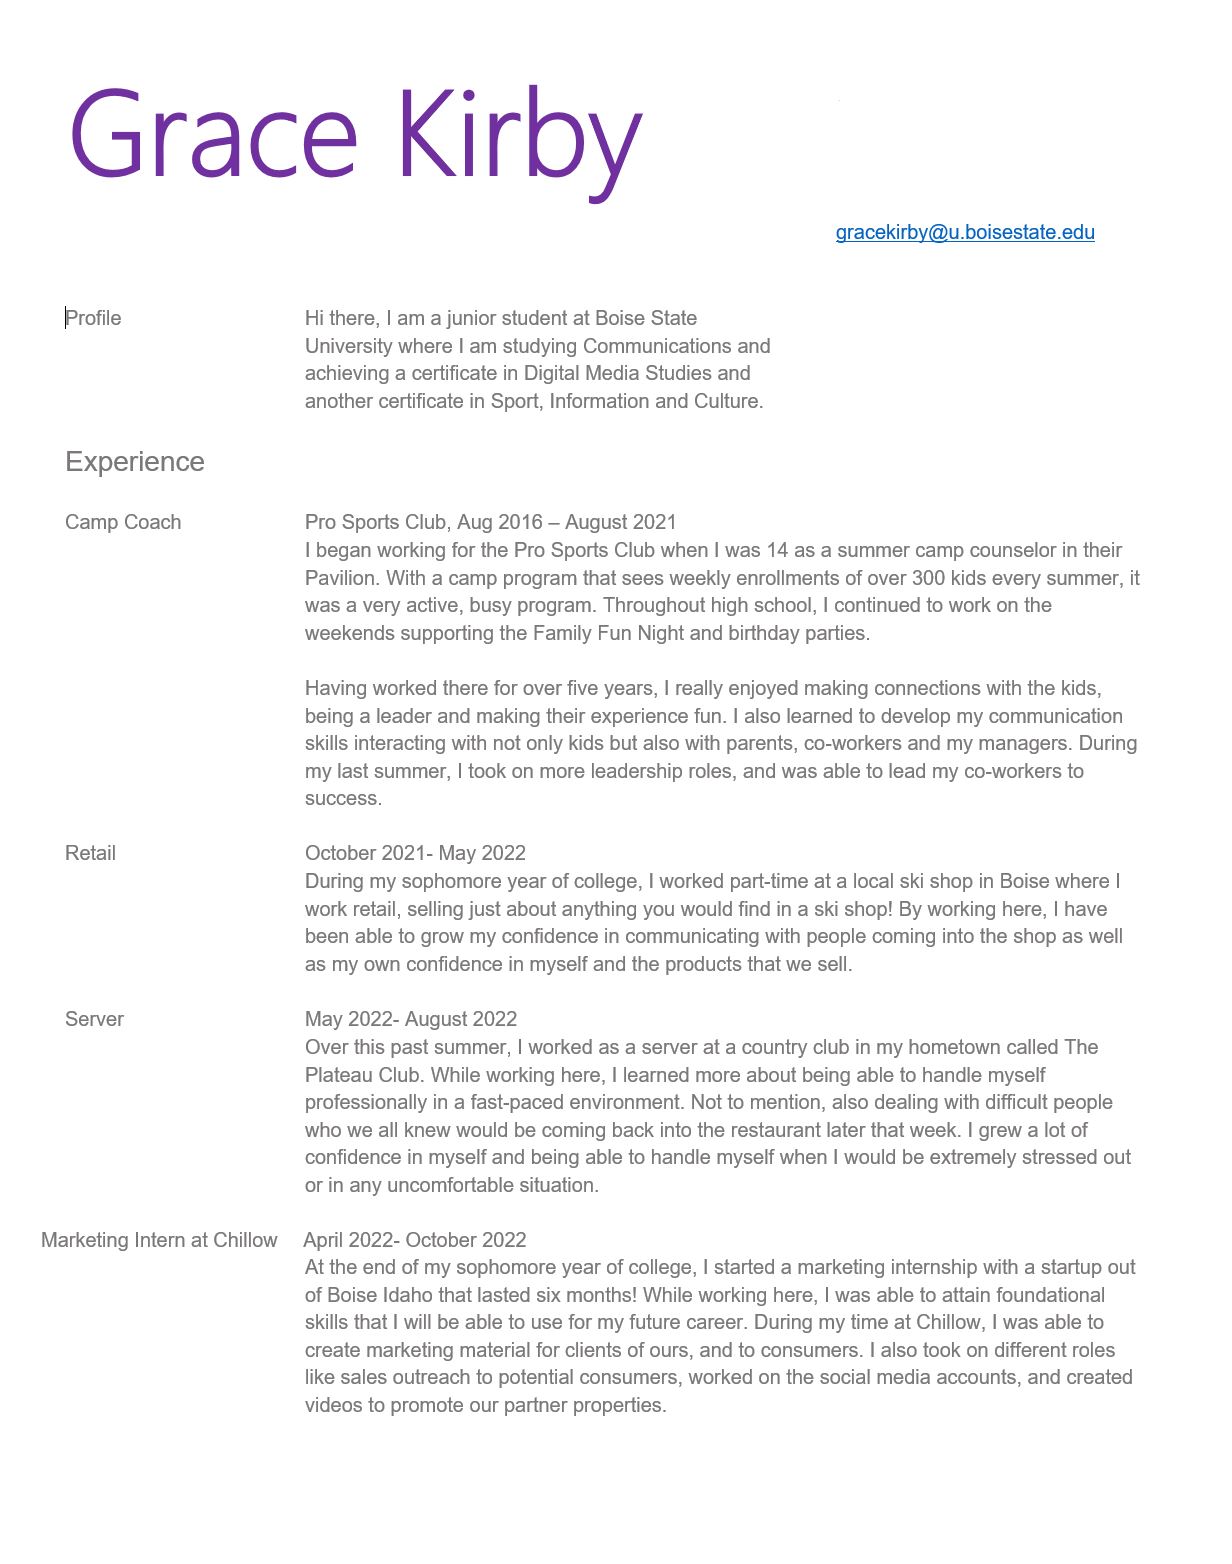 Grace Kirby
gracekirby@u.boisestate.edu
Profile
Hi there, I am a junior student at Boise State
University where I am studying Communications and
achieving a certificate in Digital Media Studies and
another certificate in Sport, Information and Culture.
Experience
Camp Coach
Pro Sports Club, Aug 2016 – August 2021
I began working for the Pro Sports Club when I was 14 as a summer camp counselor in their
Pavilion. With a camp program that sees weekly enrollments of over 300 kids every summer, it
was a very active, busy program. Throughout high school, I continued to work on the
weekends supporting the Family Fun Night and birthday parties.
Having worked there for over five years, I really enjoyed making connections with the kids,
being a leader and making their experience fun. I also learned to develop my communication
skills interacting with not only kids but also with parents, co-workers and my managers. During
my last summer, I took on more leadership roles, and was able to lead my co-workers to
success.
Retail
October 2021- May 2022
During my sophomore year of college, I worked part-time at a local ski shop in Boise where I
work retail, selling just about anything you would find in a ski shop! By working here, I have
been able to grow my confidence in communicating with people coming into the shop as well
as my own confidence in myself and the products that we sell.
Server
May 2022- August 2022
Over this past summer, I worked as a server at a country club in my hometown called The
Plateau Club. While working here, I learned more about being able to handle myself
professionally in a fast-paced environment. Not to mention, also dealing with difficult people
who we all knew would be coming back into the restaurant later that week. I grew a lot of
confidence in myself and being able to handle myself when I would be extremely stressed out
or in any uncomfortable situation.
Marketing Intern at Chillow
April 2022- October 2022
At the end of my sophomore year of college, I started a marketing internship with a startup out
of Boise Idaho that lasted six months! While working here, I was able to attain foundational
skills that I will be able to use for my future career. During my time at Chillow, I was able to
create marketing material for clients of ours, and to consumers. I also took on different roles
like sales outreach to potential consumers, worked on the social media accounts, and created
videos to promote our partner properties.